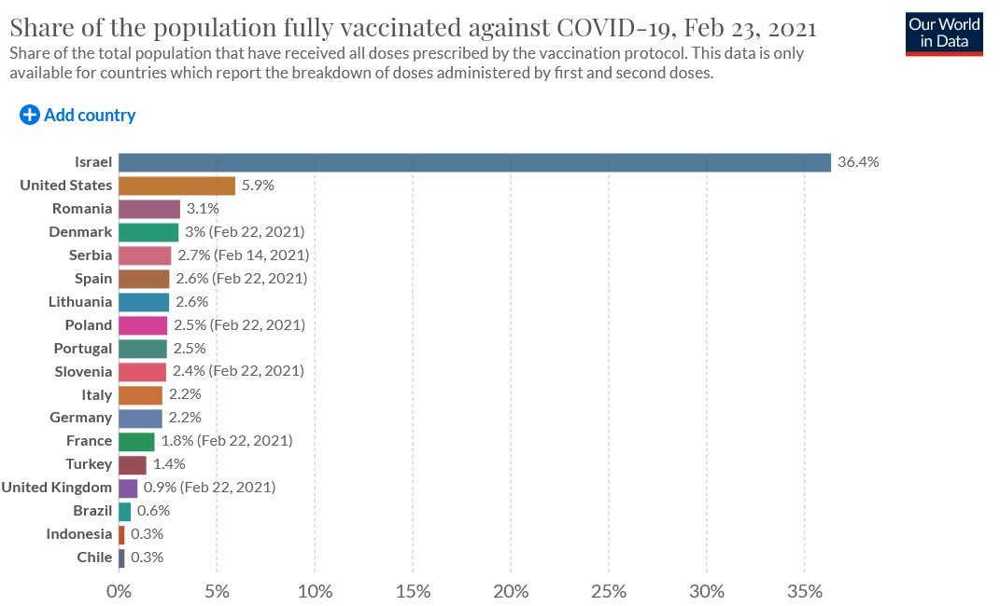 Share of the population fully vaccinated against COVID-19, Feb 23, 2021
Our World
in Data
Share of the total population that have received all doses prescribed by the vaccination protocol. This data is only
available for countries which report the breakdown of doses administered by first and second doses.
Add country
Israel 36.4%
United States 5.9%
Romania 3.1%
Denmark 3% (Feb 22, 2021)
Serbia 2.7% (Feb 14, 2021)
Spain 2.6% (Feb 22, 2021)
Lithuania 2.6%
Poland 2.5% (Feb 22, 2021)
Portugal 2.5%
Slovenia 2.4% (Feb 22, 2021)
Italy 2.2%
Germany 2.2%
France 1.8% (Feb 22, 2021)
Turkey 1.4%
United Kingdom 0.9% (Feb 22, 2021)
Brazil 0.6%
Indonesia 0.3%
Chile 0.3%
0% 5% 10% 15% 20% 25% 30% 35%